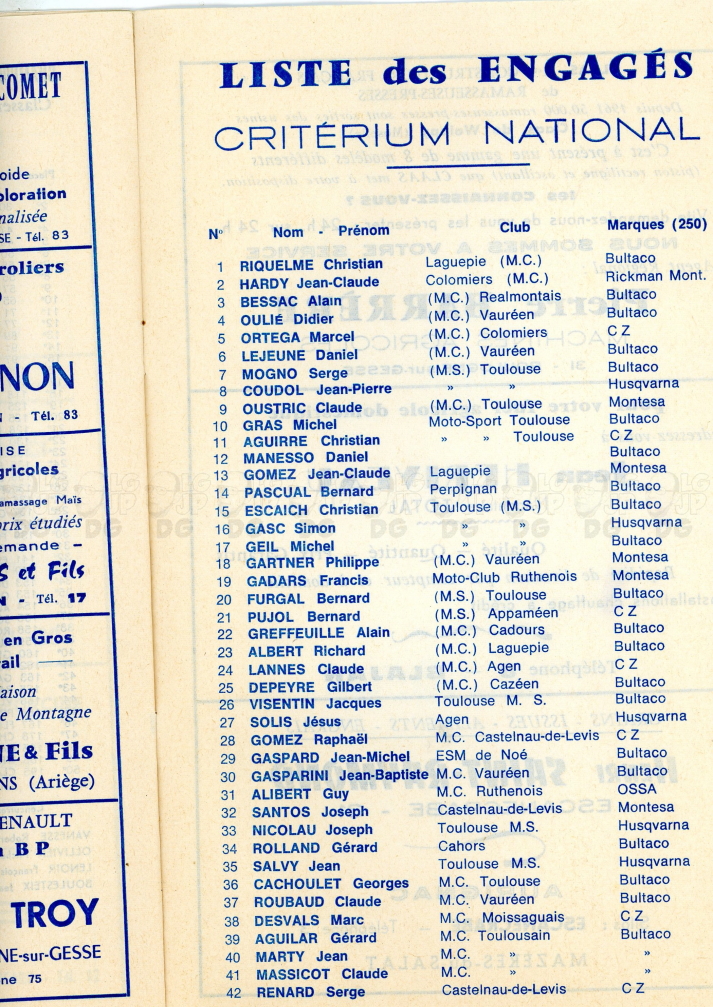 COMET
oide
ploration
nalisée
SE - Tél. 83
roliers
NON
- Tél. 83
ISE
gricoles
amassage Maïs
prix étudiés
emande -
S et Fils
N - Tél. 17
en Gros
rail
aison
e Montagne
NE & Fils
NS (Ariège)
ENAULT
B P
TROY
NE-sur-GESSE
ne 75
LISTE des ENGAGÉS
CRITÉRIUM NATIONAL
N° Nom - Prénom Club Marques (250)
1 RIQUELME Christian Laguepie (M.C.) Bultaco
2 HARDY Jean-Claude Colomiers (M.C.) Rickman Mont.
3 BESSAC Alain (M.C.) Realmontais Bultaco
4 OULIÉ Didier (M.C.) Vauréen Bultaco
5 ORTEGA Marcel (M.C.) Colomiers C Z
6 LEJEUNE Daniel (M.C.) Vauréen Bultaco
7 MOGNO Serge (M.S.) Toulouse Bultaco
8 COUDOL Jean-Pierre » » Husqvarna
9 OUSTRIC Claude (M.C.) Toulouse Montesa
10 GRAS Michel Moto-Sport Toulouse Bultaco
11 AGUIRRE Christian » » Toulouse C Z
12 MANESSO Daniel Bultaco
13 GOMEZ Jean-Claude Laguepie Montesa
14 PASCUAL Bernard Perpignan Bultaco
15 ESCAICH Christian Toulouse (M.S.) Bultaco
16 GASC Simon » » Husqvarna
17 GEIL Michel » » Bultaco
18 GARTNER Philippe (M.C.) Vauréen Montesa
19 GADARS Francis Moto-Club Ruthenois Montesa
20 FURGAL Bernard (M.S.) Toulouse Bultaco
21 PUJOL Bernard (M.S.) Appaméen C Z
22 GREFFEUILLE Alain (M.C.) Cadours Bultaco
23 ALBERT Richard (M.C.) Laguepie Bultaco
24 LANNES Claude (M.C.) Agen C Z
25 DEPEYRE Gilbert (M.C.) Cazéen Bultaco
26 VISENTIN Jacques Toulouse M. S. Bultaco
27 SOLIS Jésus Agen Husqvarna
28 GOMEZ Raphaël M.C. Castelnau-de-Levis C Z
29 GASPARD Jean-Michel ESM de Noé Bultaco
30 GASPARINI Jean-Baptiste M.C. Vauréen Bultaco
31 ALIBERT Guy M.C. Ruthenois OSSA
32 SANTOS Joseph Castelnau-de-Levis Montesa
33 NICOLAU Joseph Toulouse M.S. Husqvarna
34 ROLLAND Gérard Cahors Bultaco
35 SALVY Jean Toulouse M.S. Husqvarna
36 CACHOULET Georges M.C. Toulouse Bultaco
37 ROUBAUD Claude M.C. Vauréen Bultaco
38 DESVALS Marc M.C. Moissaguais C Z
39 AGUILAR Gérard M.C. Toulousain Bultaco
40 MARTY Jean M.C. » »
41 MASSICOT Claude M.C. » »
42 RENARD Serge Castelnau-de-Levis C Z